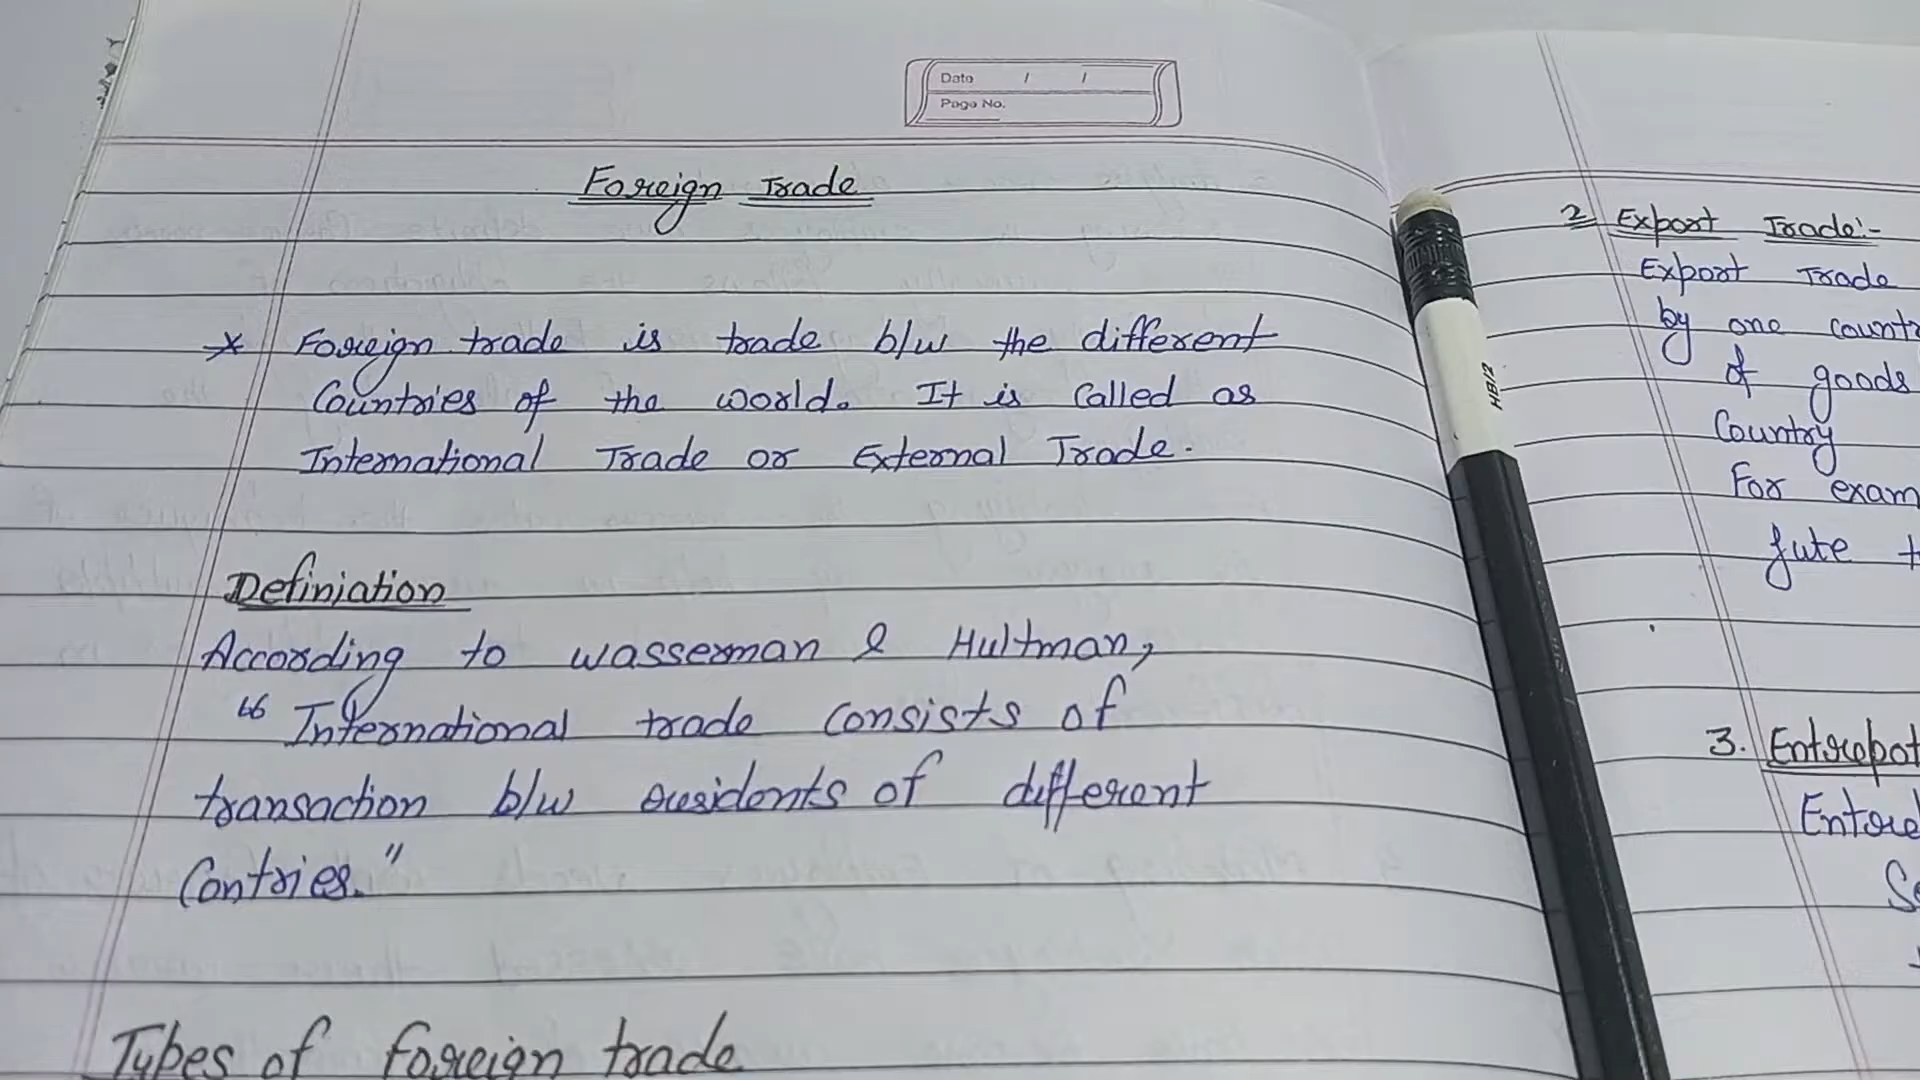 Date / /
Page No.
Foreign Trade
* Foreign trade is trade b/w the different
Countries of the world. It is called as
International Trade or External Trade.
Definiation
According to wasserman & Hultman,
"International trade consists of
transaction b/w residents of different
Contries."
Types of foreign trade
2 Export Trade:-
Export Trade
by one countr
of goods
Country
For exam
Jute t
3. Entrepot
Entre
Se
HB/2